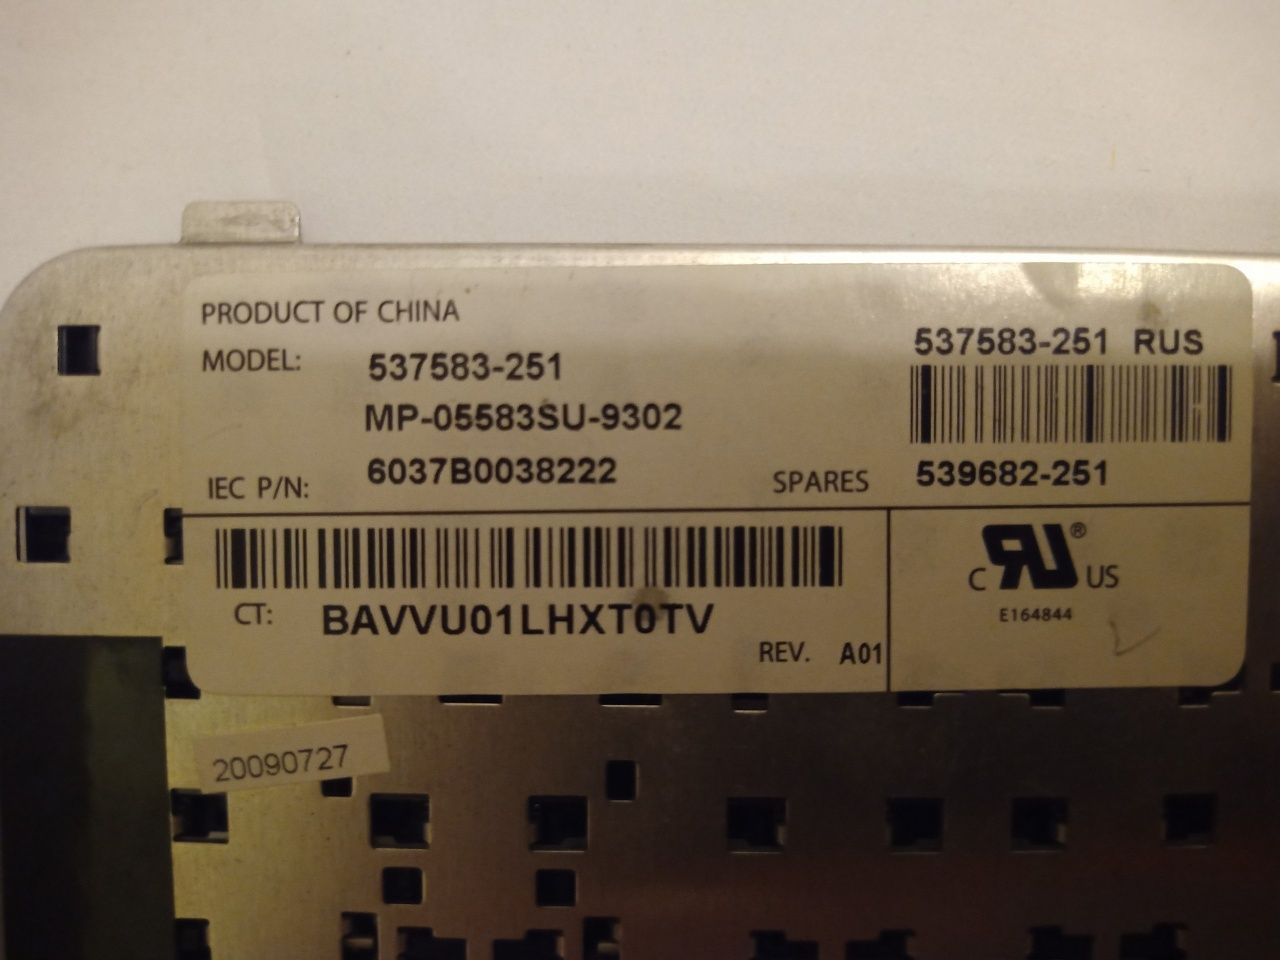 PRODUCT OF CHINA
MODEL: 537583-251
MP-05583SU-9302
IEC P/N: 6037B0038222
537583-251 RUS
SPARES 539682-251
CT: BAVVU01LHXT0TV
REV. A01
C RU® US
E164844
20090727